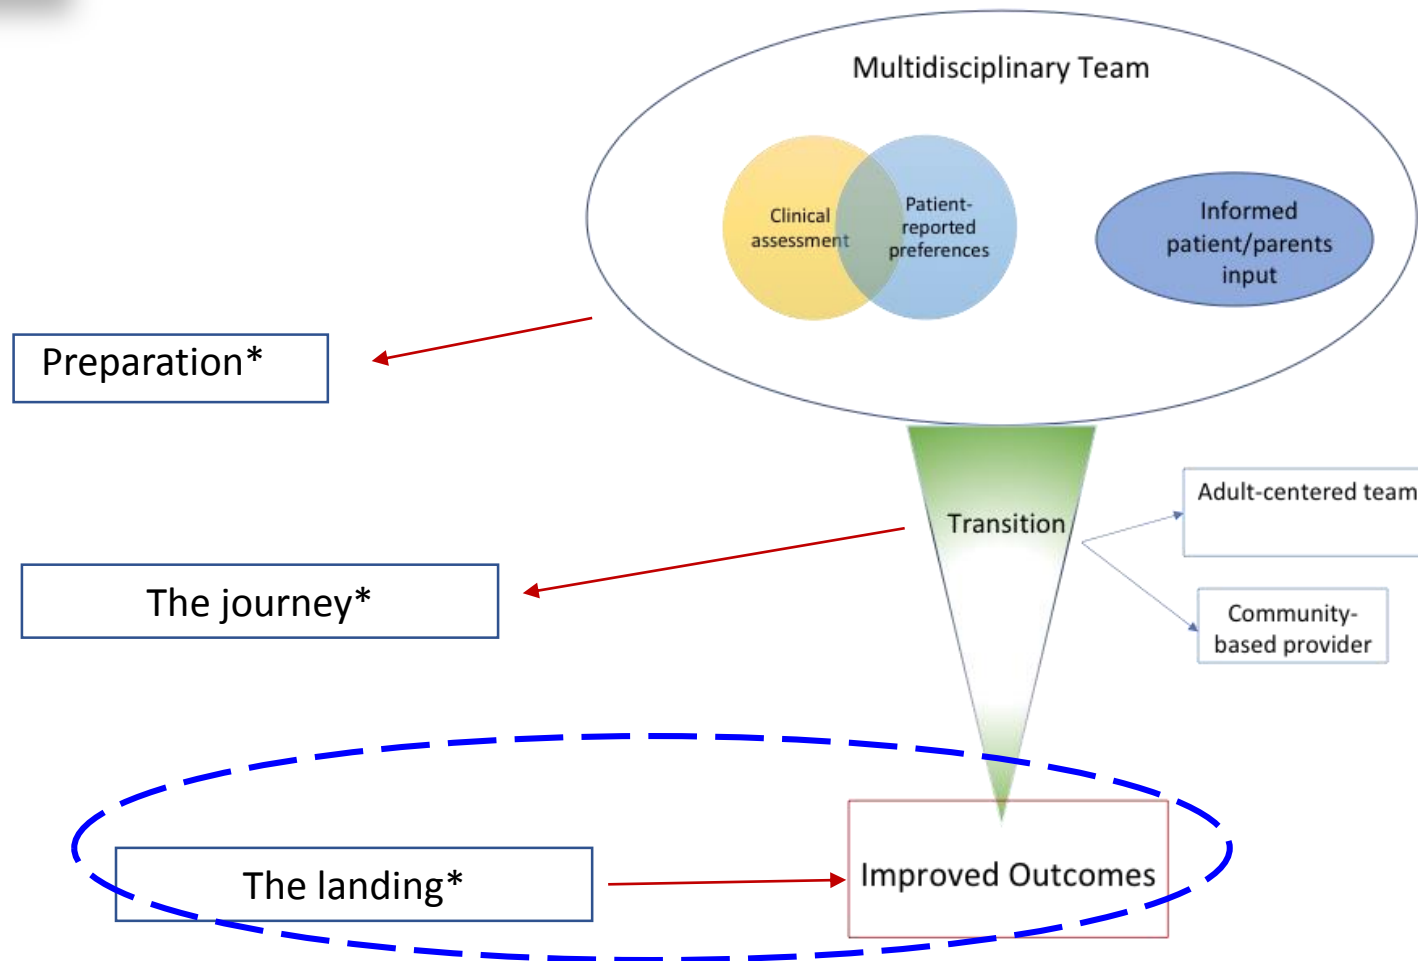 Multidisciplinary Team
Clinical
assessment
Patient-
reported
preferences
Informed
patient/parents
input
Preparation*
Transition
Adult-centered team
The journey*
Community-
based provider
The landing*
Improved Outcomes